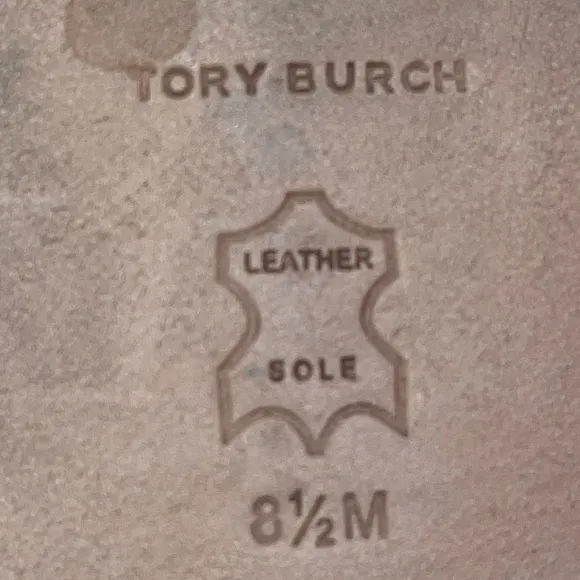 TORY BURCH
LEATHER
SOLE
8½M